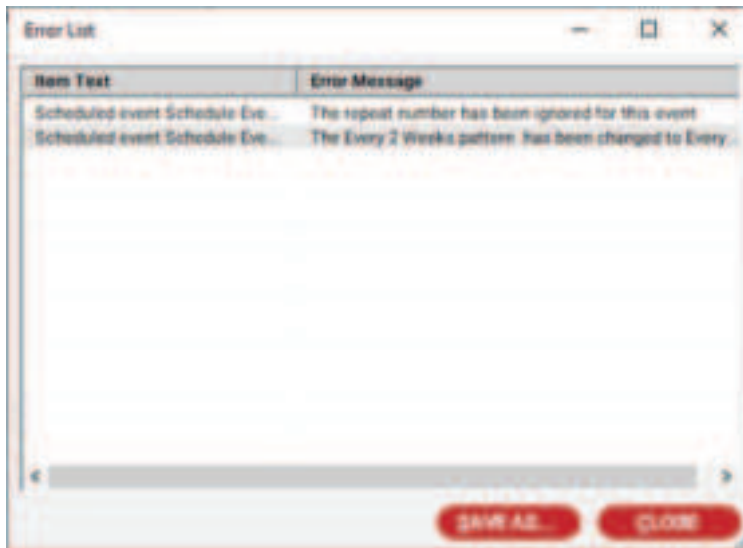 Error List
Item Text Error Message
Scheduled event Schedule Eve... The repeat number has been ignored for this event
Scheduled event Schedule Eve... The Every 2 Weeks pattern has been changed to Every...
SAVE AS... CLOSE